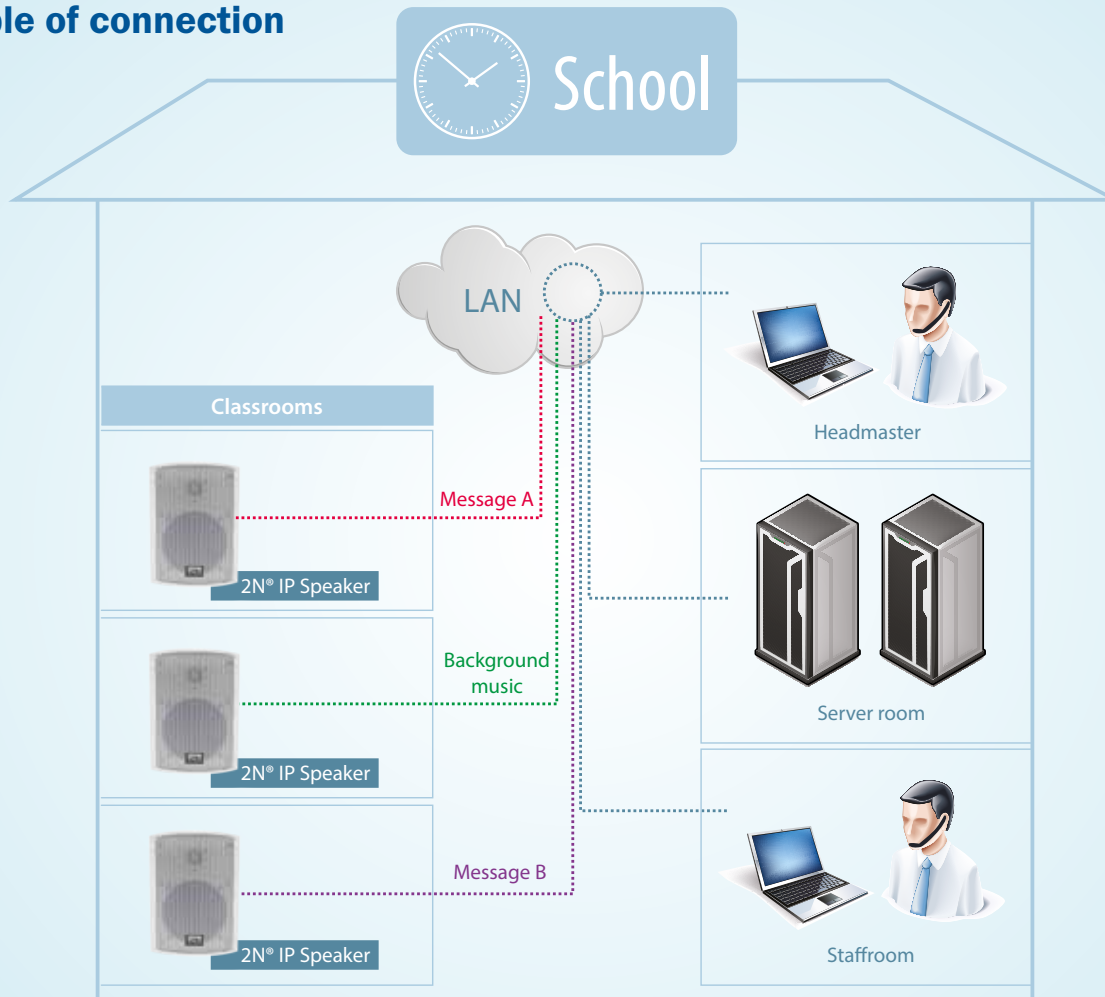 of connection
School
LAN
Classrooms
Message A
2N® IP Speaker
Background
music
2N® IP Speaker
Message B
2N® IP Speaker
Headmaster
Server room
Staffroom